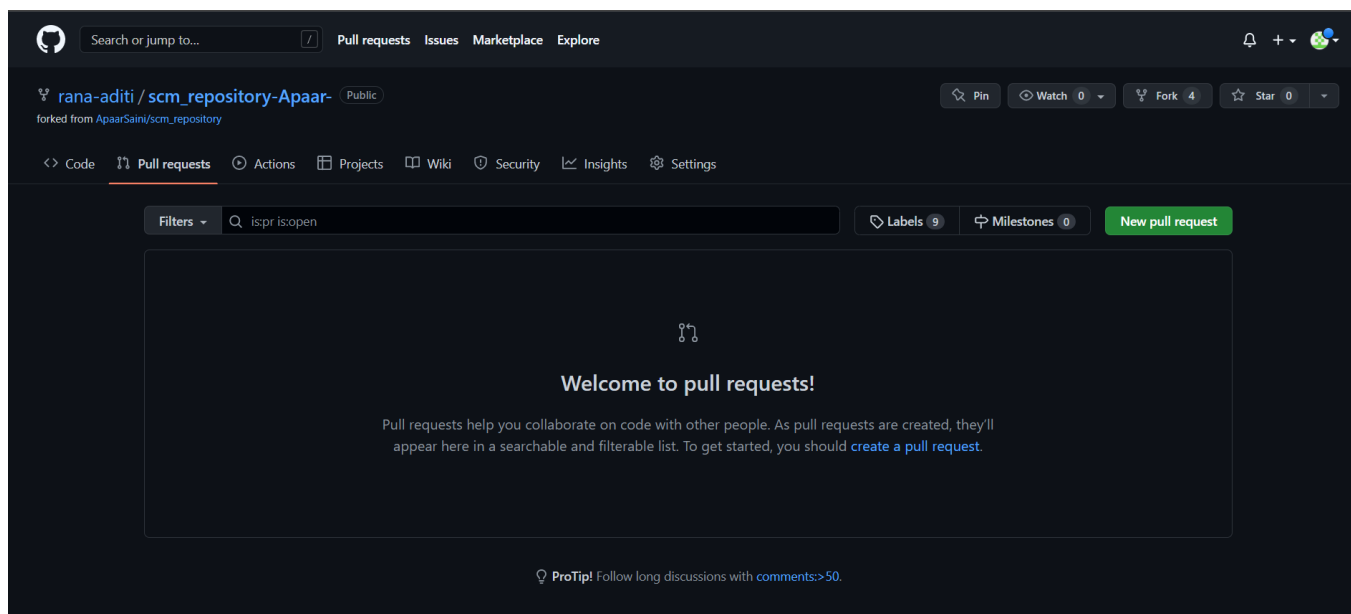 Search or jump to... / Pull requests Issues Marketplace Explore
rana-aditi / scm_repository-Apaar- Public Pin Watch 0 Fork 4 Star 0
forked from ApaarSaini/scm_repository
<> Code Pull requests Actions Projects Wiki Security Insights Settings
Filters is:pr is:open Labels 9 Milestones 0 New pull request
Welcome to pull requests!
Pull requests help you collaborate on code with other people. As pull requests are created, they'll
appear here in a searchable and filterable list. To get started, you should create a pull request.
ProTip! Follow long discussions with comments:>50.